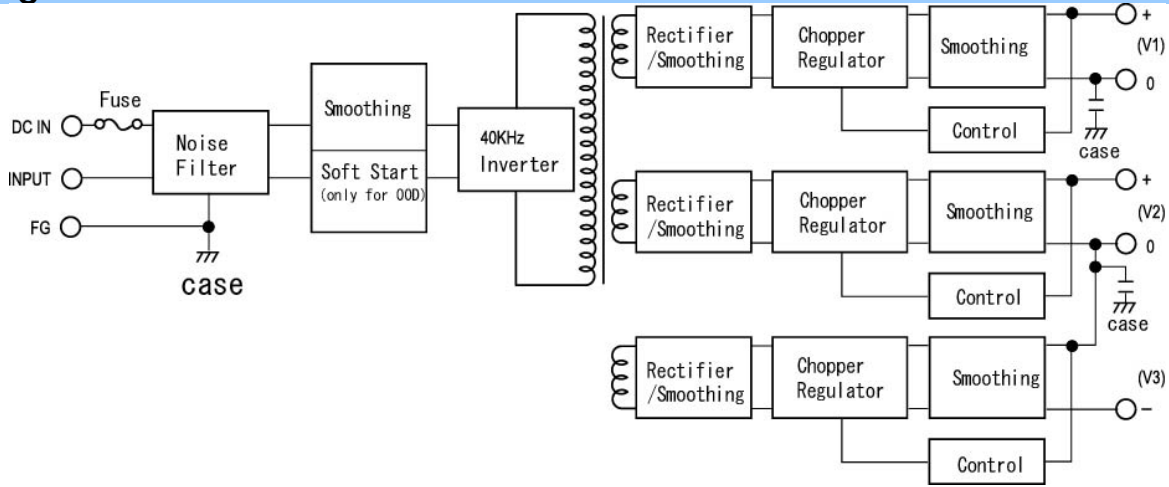 Fuse
DC IN
INPUT
FG
Noise
Filter
case
Smoothing
Soft Start
(only for OOD)
40KHz
Inverter
Rectifier
/Smoothing
Chopper
Regulator
Smoothing
Control
+
(V1)
0
case
Rectifier
/Smoothing
Chopper
Regulator
Smoothing
Control
+
(V2)
0
case
Rectifier
/Smoothing
Chopper
Regulator
Smoothing
Control
(V3)
−